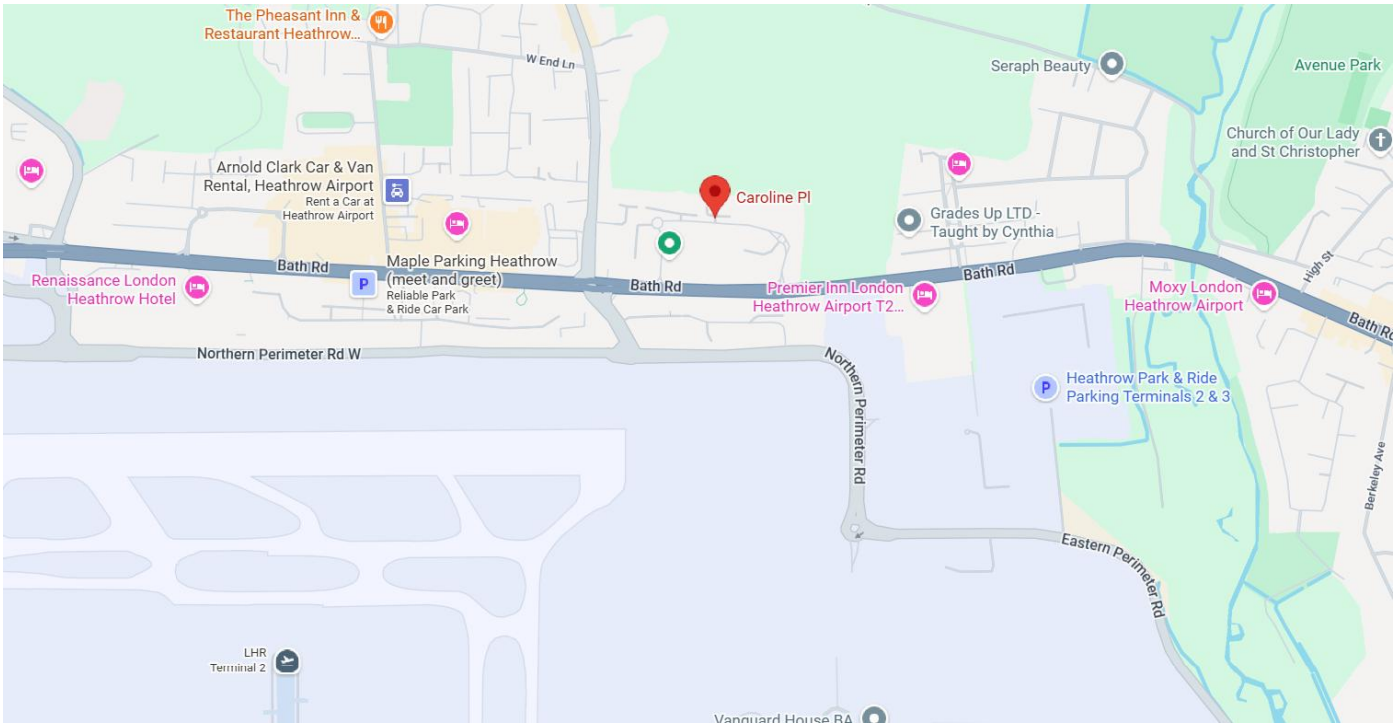 The Pheasant Inn &
Restaurant Heathrow...
W End Ln
Seraph Beauty
Avenue Park
Church of Our Lady
and St Christopher
Arnold Clark Car & Van
Rental, Heathrow Airport
Rent a Car at
Heathrow Airport
Caroline Pl
Grades Up LTD -
Taught by Cynthia
Maple Parking Heathrow
(meet and greet)
Reliable Park
& Ride Car Park
Bath Rd
Bath Rd
Bath Rd
High St
Renaissance London
Heathrow Hotel
P
Premier Inn London
Heathrow Airport T2...
Moxy London
Heathrow Airport
Bath Rd
Northern Perimeter Rd W
Northern Perimeter Rd
P
Heathrow Park & Ride
Parking Terminals 2 & 3
Berkeley Ave
Eastern Perimeter Rd
LHR
Terminal 2
Vanguard House BA